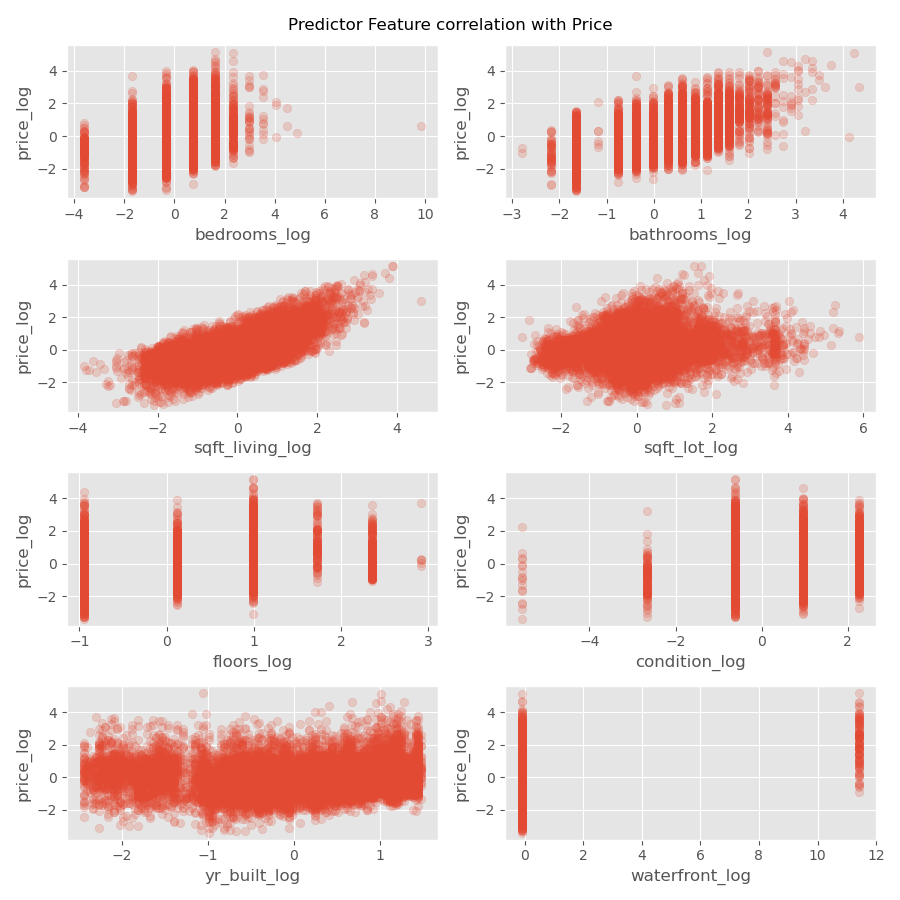 Predictor Feature correlation with Price
price_log
4
2
0
−2
−4 −2 0 2 4 6 8 10
bedrooms_log
price_log
4
2
0
−2
−3 −2 −1 0 1 2 3 4
bathrooms_log
price_log
4
2
0
−2
−4 −2 0 2 4
sqft_living_log
price_log
4
2
0
−2
−2 0 2 4 6
sqft_lot_log
price_log
4
2
0
−2
−1 0 1 2 3
floors_log
price_log
4
2
0
−2
−4 −2 0 2
condition_log
price_log
4
2
0
−2
−2 −1 0 1
yr_built_log
price_log
4
2
0
−2
0 2 4 6 8 10 12
waterfront_log